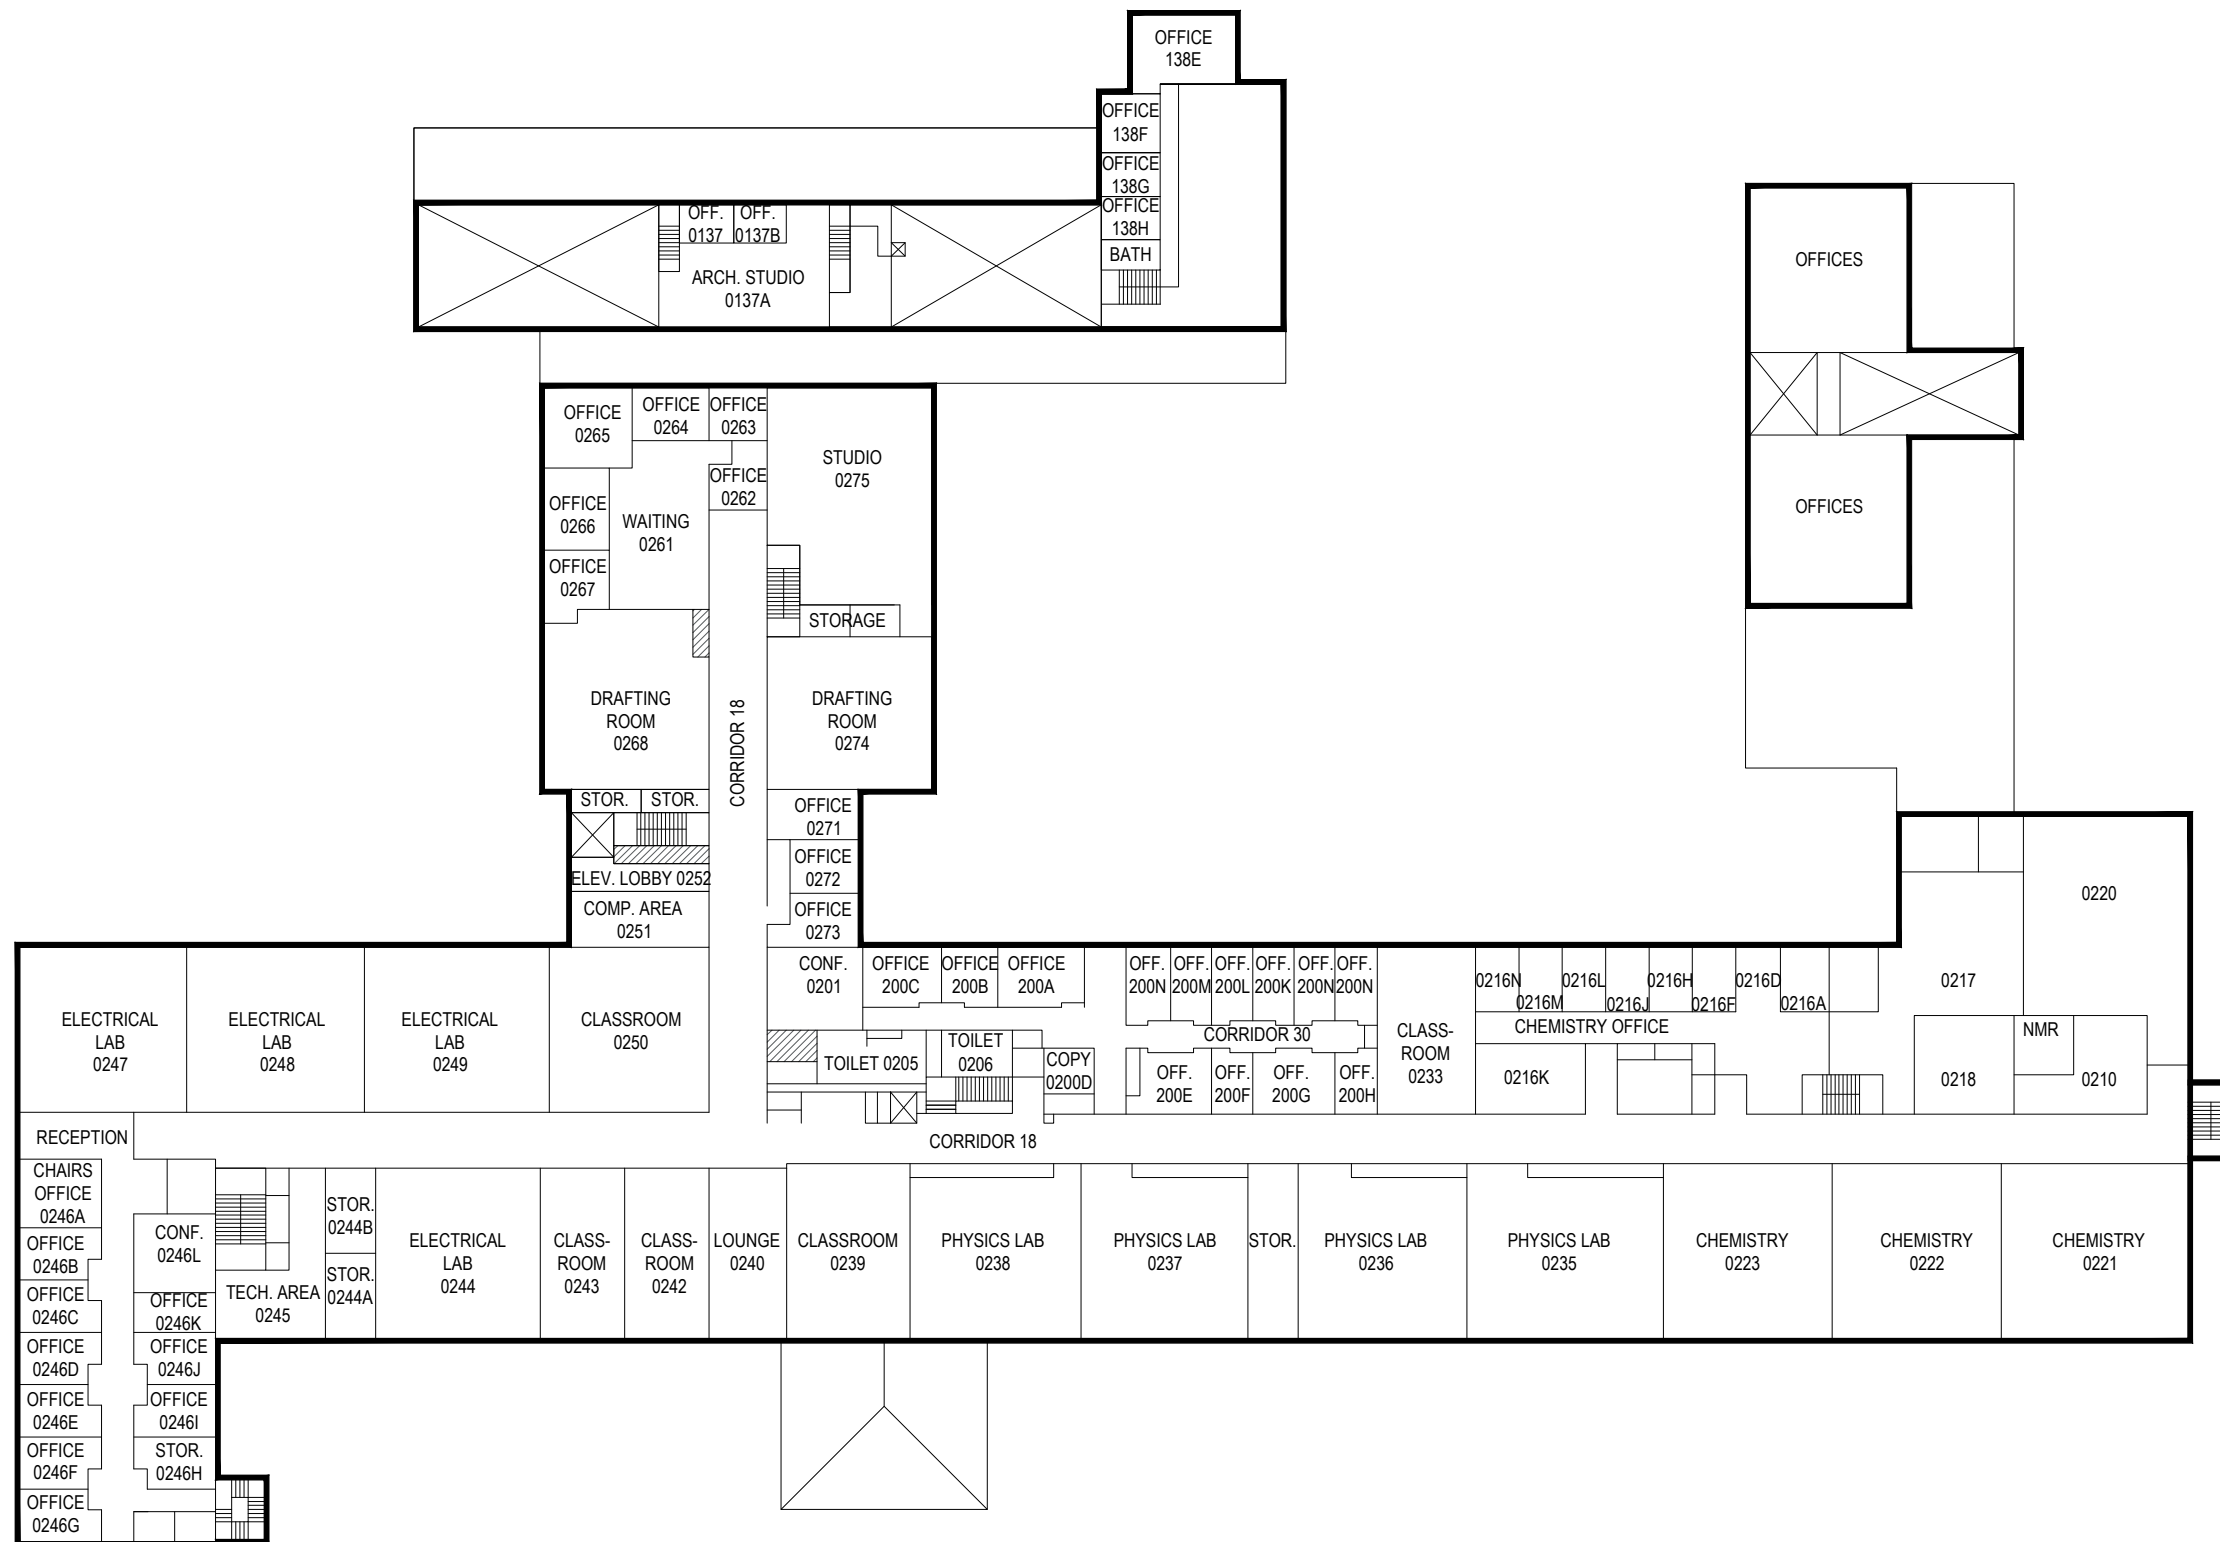 OFFICE
138E
OFFICE
138F
OFFICE
138G
OFFICE
138H
BATH
OFF.
0137
OFF.
0137B
ARCH. STUDIO
0137A
OFFICES
OFFICES
OFFICE
0265
OFFICE
0264
OFFICE
0263
OFFICE
0262
STUDIO
0275
OFFICE
0266
WAITING
0261
OFFICE
0267
STORAGE
DRAFTING
ROOM
0268
CORRIDOR 18
DRAFTING
ROOM
0274
STOR.
STOR.
OFFICE
0271
OFFICE
0272
ELEV. LOBBY 0252
COMP. AREA
0251
OFFICE
0273
ELECTRICAL
LAB
0247
ELECTRICAL
LAB
0248
ELECTRICAL
LAB
0249
CLASSROOM
0250
CONF.
0201
OFFICE
200C
OFFICE
200B
OFFICE
200A
OFF.
200N
OFF.
200M
OFF.
200L
OFF.
200K
OFF.
200N
OFF.
200N
CORRIDOR 30
TOILET 0205
TOILET
0206
COPY
0200D
OFF.
200E
OFF.
200F
OFF.
200G
OFF.
200H
CLASS-
ROOM
0233
0216N
0216M
0216L
0216J
0216H
0216F
0216D
0216A
CHEMISTRY OFFICE
0216K
0217
0220
NMR
0218
0210
RECEPTION
CORRIDOR 18
CHAIRS
OFFICE
0246A
OFFICE
0246B
OFFICE
0246C
OFFICE
0246D
OFFICE
0246E
OFFICE
0246F
OFFICE
0246G
CONF.
0246L
OFFICE
0246K
OFFICE
0246J
OFFICE
0246I
STOR.
0246H
TECH. AREA
0245
STOR.
0244B
STOR.
0244A
ELECTRICAL
LAB
0244
CLASS-
ROOM
0243
CLASS-
ROOM
0242
LOUNGE
0240
CLASSROOM
0239
PHYSICS LAB
0238
PHYSICS LAB
0237
STOR.
PHYSICS LAB
0236
PHYSICS LAB
0235
CHEMISTRY
0223
CHEMISTRY
0222
CHEMISTRY
0221